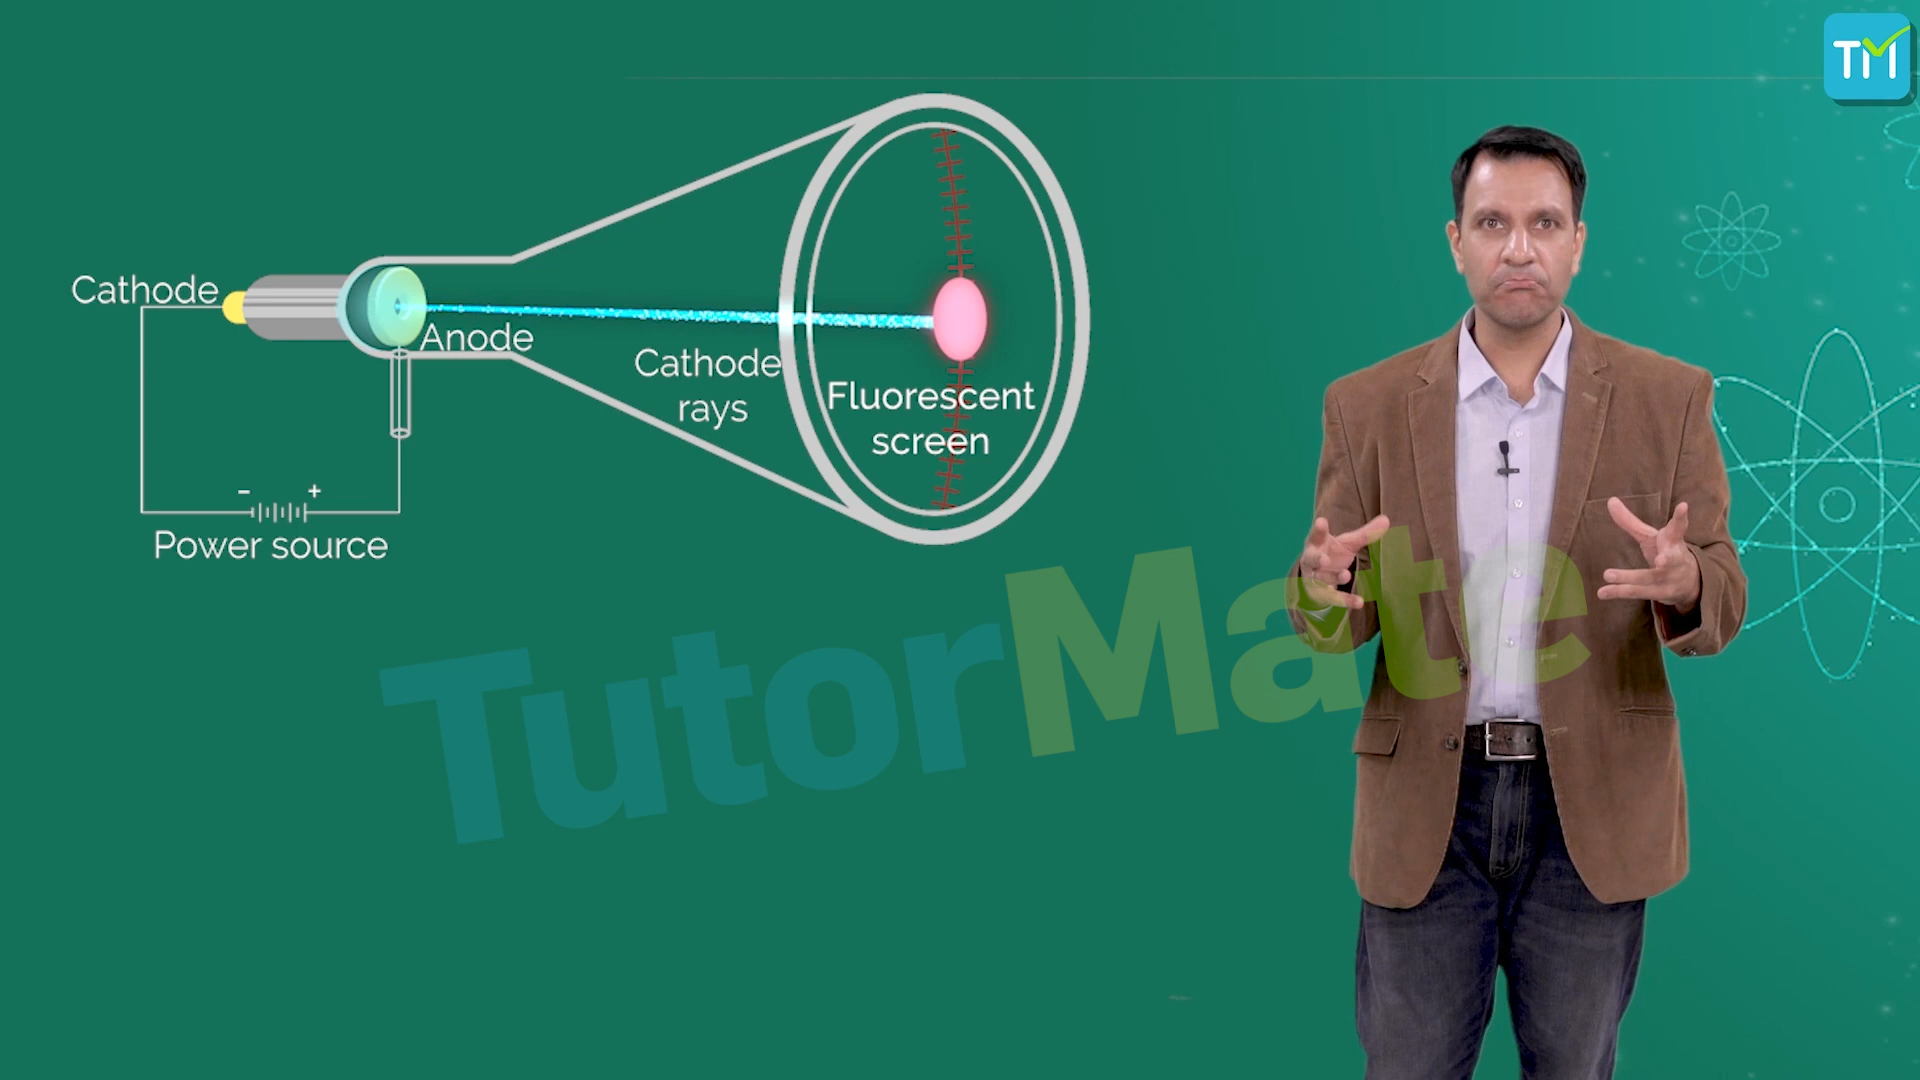 TM
Cathode
Anode
Cathode
rays
Fluorescent
screen
- +
Power source
TutorMate